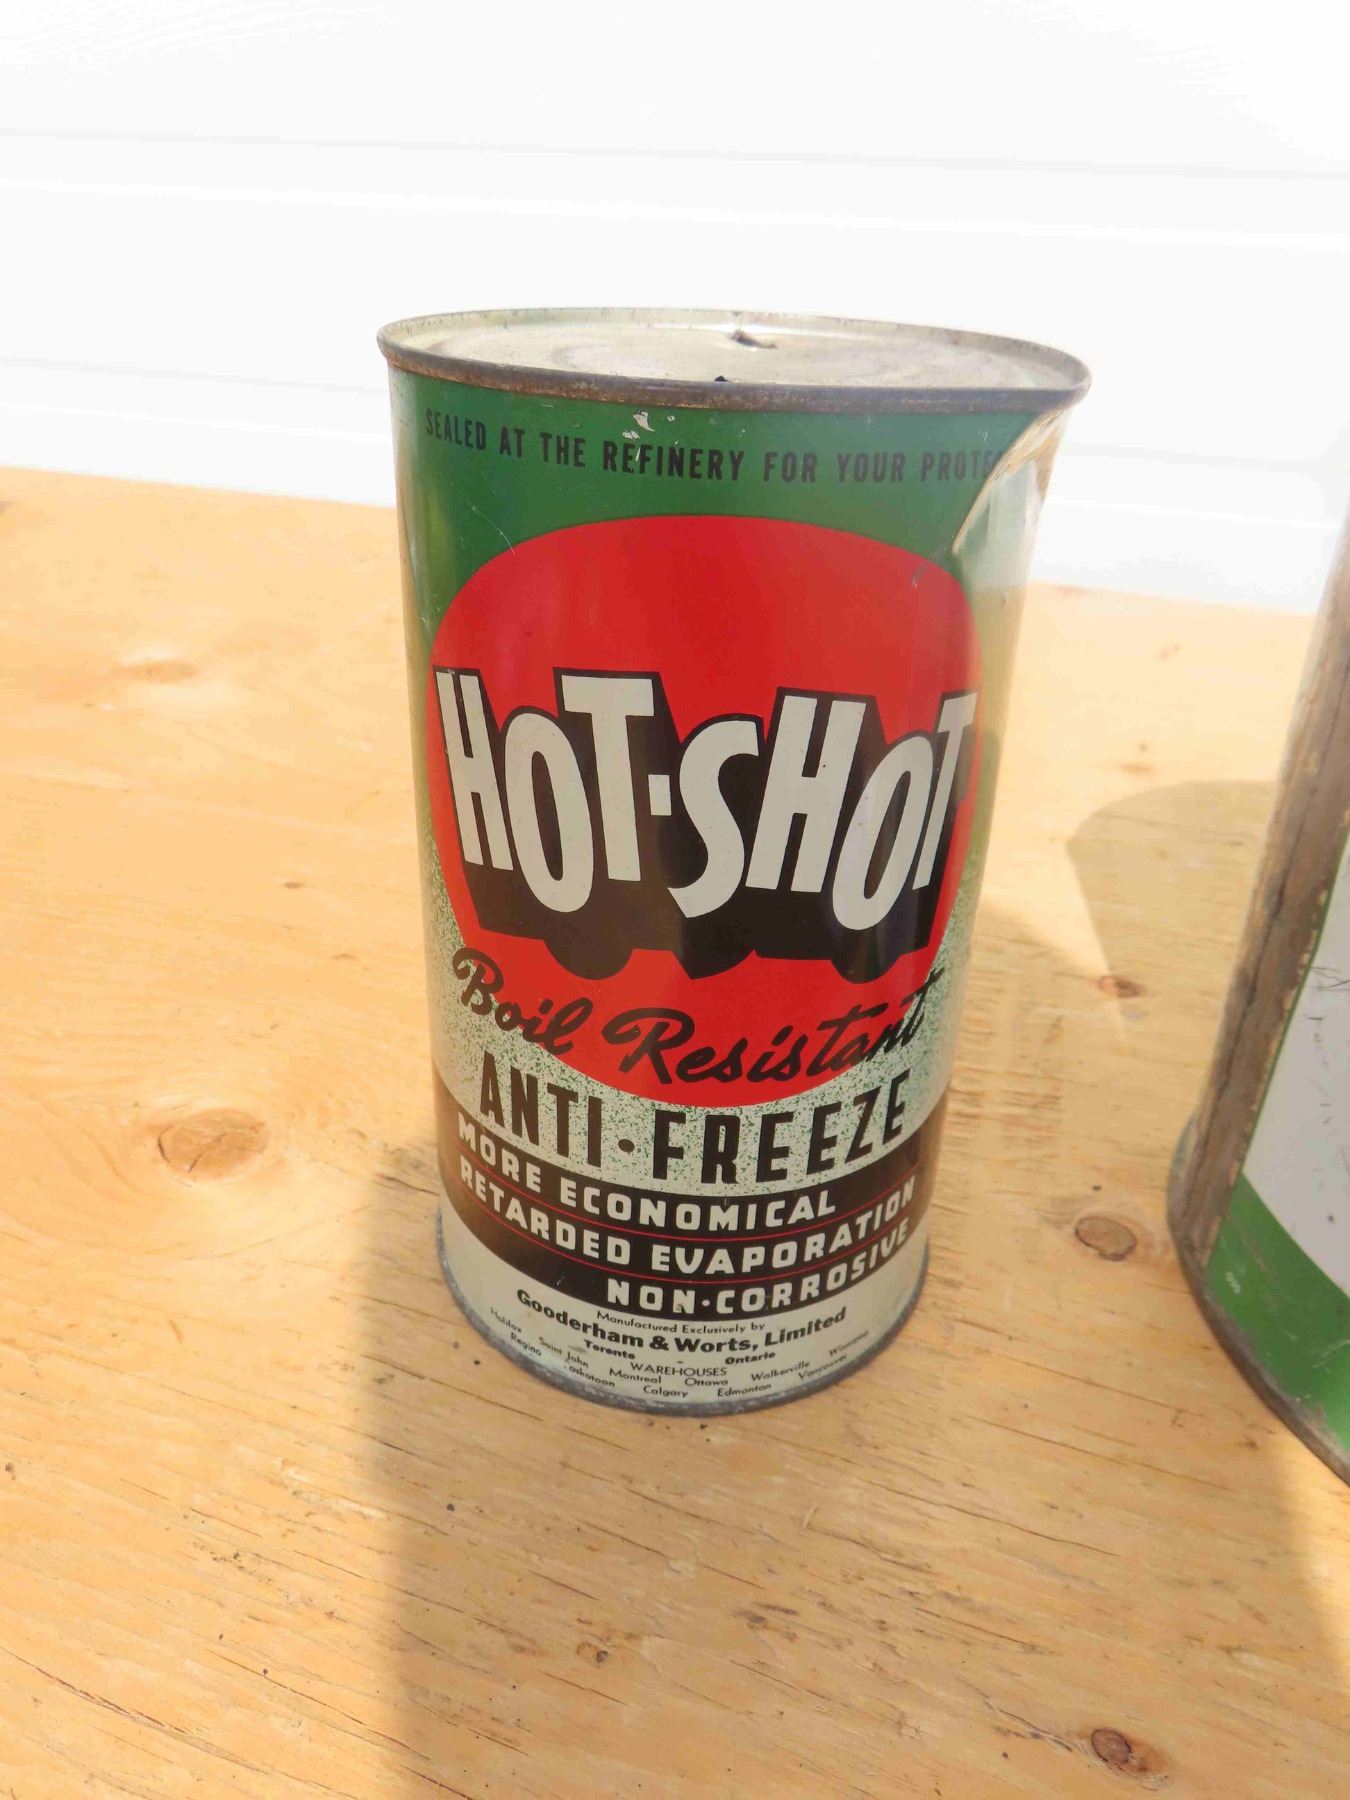 SEALED AT THE REFINERY FOR YOUR PROTE
HOT-SHOT
Boil Resistant
ANTI·FREEZE
MORE ECONOMICAL
RETARDED EVAPORATION
NON-CORROSIVE
Manufactured Exclusively by
Gooderham & Worts, Limited
Toronto - Ontario
WAREHOUSES
Halifax Saint John Montreal Ottawa Walkerville Winnipeg
Regina Saskatoon Calgary Edmonton Vancouver